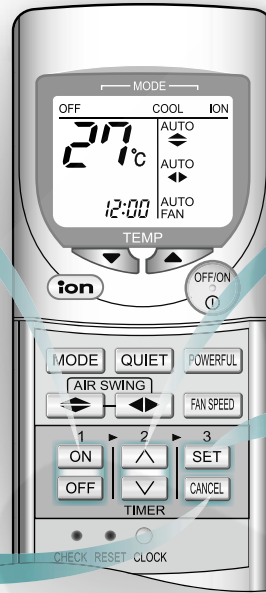 MODE
OFF COOL ION
AUTO
27°C
AUTO
12:00 AUTO
FAN
TEMP
ion OFF/ON
MODE QUIET POWERFUL
AIR SWING
FAN SPEED
1 2 3
ON SET
OFF CANCEL
TIMER
CHECK RESET CLOCK